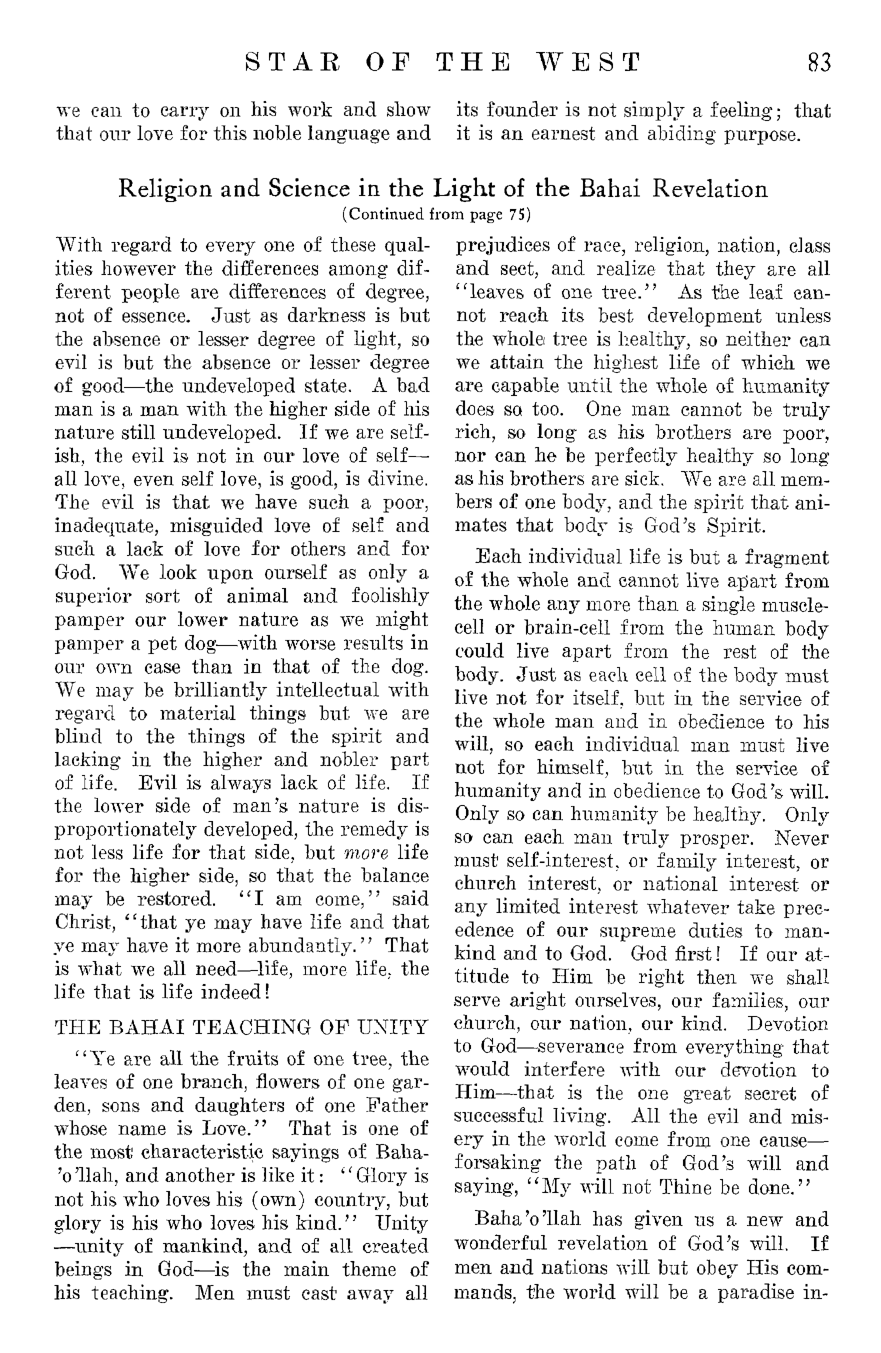 STAR OF THE WEST 83
we can to carry on his work and show
that our love for this noble language and
its founder is not simply a feeling; that
it is an earnest and abiding purpose.
Religion and Science in the Light of the Bahai Revelation
(Continued from page 75)
With regard to every one of these qual-
ities however the differences among dif-
ferent people are differences of degree,
not of essence. Just as darkness is but
the absence or lesser degree of light, so
evil is but the absence or lesser degree
of good—the undeveloped state. A bad
man is a man with the higher side of his
nature still undeveloped. If we are self-
ish, the evil is not in our love of self—
all love, even self love, is good, is divine.
The evil is that we have such a poor,
inadequate, misguided love of self and
such a lack of love for others and for
God. We look upon ourself as only a
superior sort of animal and foolishly
pamper our lower nature as we might
pamper a pet dog—with worse results in
our own case than in that of the dog.
We may be brilliantly intellectual with
regard to material things but we are
blind to the things of the spirit and
lacking in the higher and nobler part
of life. Evil is always lack of life. If
the lower side of man's nature is dis-
proportionately developed, the remedy is
not less life for that side, but more life
for the higher side, so that the balance
may be restored. "I am come," said
Christ, "that ye may have life and that
ye may have it more abundantly." That
is what we all need—life, more life, the
life that is life indeed!
THE BAHAI TEACHING OF UNITY
"Ye are all the fruits of one tree, the
leaves of one branch, flowers of one gar-
den, sons and daughters of one Father
whose name is Love." That is one of
the most characteristic sayings of Baha-
'o'llah, and another is like it: "Glory is
not his who loves his (own) country, but
glory is his who loves his kind." Unity
—unity of mankind, and of all created
beings in God—is the main theme of
his teaching. Men must cast away all
prejudices of race, religion, nation, class
and sect, and realize that they are all
"leaves of one tree." As the leaf can-
not reach its best development unless
the whole tree is healthy, so neither can
we attain the highest life of which we
are capable until the whole of humanity
does so too. One man cannot be truly
rich, so long as his brothers are poor,
nor can he be perfectly healthy so long
as his brothers are sick. We are all mem-
bers of one body, and the spirit that ani-
mates that body is God's Spirit.
Each individual life is but a fragment
of the whole and cannot live apart from
the whole any more than a single muscle-
cell or brain-cell from the human body
could live apart from the rest of the
body. Just as each cell of the body must
live not for itself, but in the service of
the whole man and in obedience to his
will, so each individual man must live
not for himself, but in the service of
humanity and in obedience to God's will.
Only so can humanity be healthy. Only
so can each man truly prosper. Never
must self-interest, or family interest, or
church interest, or national interest or
any limited interest whatever take prec-
edence of our supreme duties to man-
kind and to God. God first! If our at-
titude to Him be right then we shall
serve aright ourselves, our families, our
church, our nation, our kind. Devotion
to God—severance from everything that
would interfere with our devotion to
Him—that is the one great secret of
successful living. All the evil and mis-
ery in the world come from one cause—
forsaking the path of God's will and
saying, "My will not Thine be done."
Baha'o'llah has given us a new and
wonderful revelation of God's will. If
men and nations will but obey His com-
mands, the world will be a paradise in-